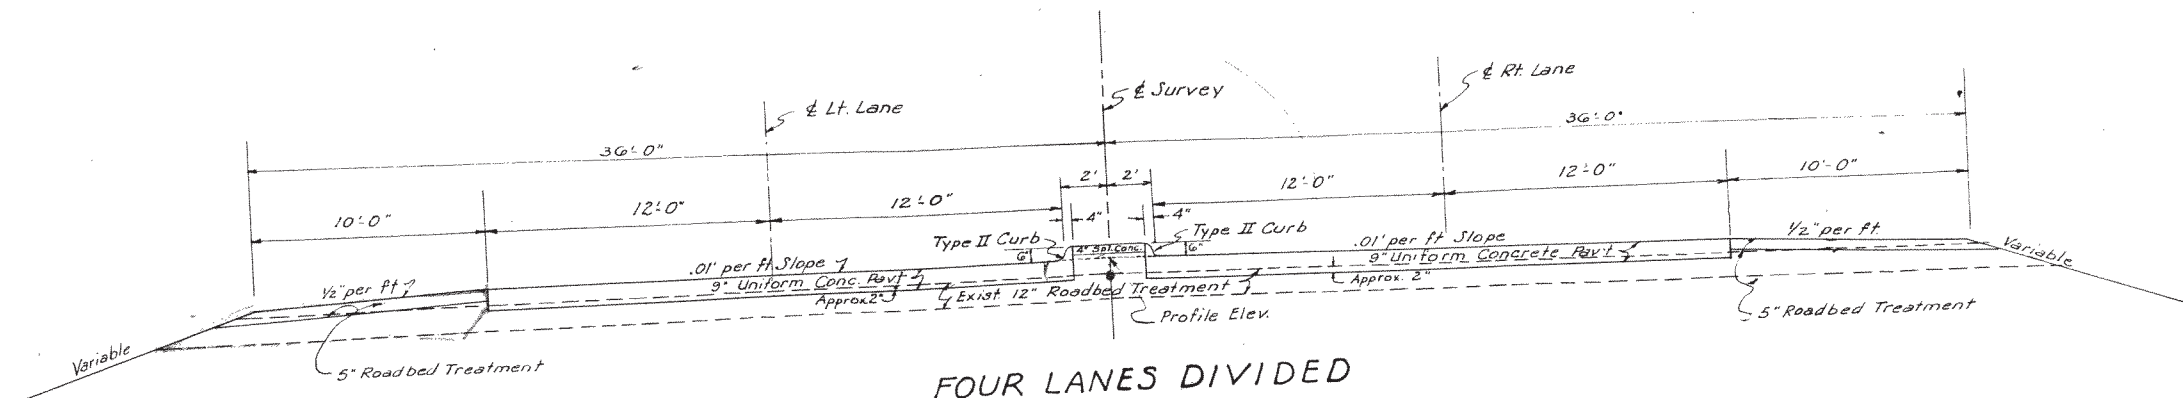 ℄ Lt. Lane
℄ Survey
℄ Rt. Lane
36'-0"
36'-0"
10'-0"
12'-0"
12'-0"
2'
2'
12'-0"
12'-0"
10'-0"
4"
4"
Type II Curb
6"
4" Spl. Conc.
6"
Type II Curb
.01' per ft Slope
1/2" per ft
Variable
1/2" per ft
.01' per ft Slope
9" Uniform Conc. Pav't
9" Uniform Concrete Pav't
Approx 2"
Exist. 12" Roadbed Treatment
Approx. 2"
Profile Elev.
5" Roadbed Treatment
Variable
5" Roadbed Treatment
FOUR LANES DIVIDED